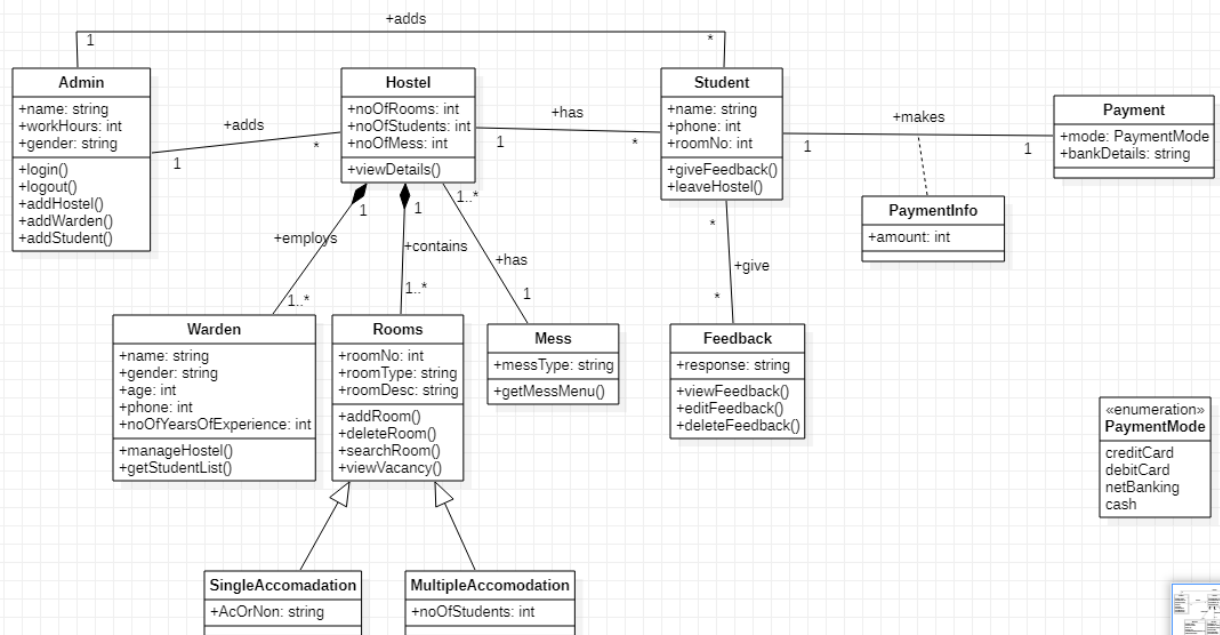 +adds
1
*
Admin
+name: string
+workHours: int
+gender: string
+login()
+logout()
+addHostel()
+addWarden()
+addStudent()
+adds
1
*
Hostel
+noOfRooms: int
+noOfStudents: int
+noOfMess: int
+viewDetails()
+has
1
*
Student
+name: string
+phone: int
+roomNo: int
+giveFeedback()
+leaveHostel()
+makes
1
1
Payment
+mode: PaymentMode
+bankDetails: string
PaymentInfo
+amount: int
1
+employs
1..*
1
+contains
1..*
1..*
+has
1
*
+give
*
Warden
+name: string
+gender: string
+age: int
+phone: int
+noOfYearsOfExperience: int
+manageHostel()
+getStudentList()
Rooms
+roomNo: int
+roomType: string
+roomDesc: string
+addRoom()
+deleteRoom()
+searchRoom()
+viewVacancy()
Mess
+messType: string
+getMessMenu()
Feedback
+response: string
+viewFeedback()
+editFeedback()
+deleteFeedback()
«enumeration»
PaymentMode
creditCard
debitCard
netBanking
cash
SingleAccomadation
+AcOrNon: string
MultipleAccomodation
+noOfStudents: int